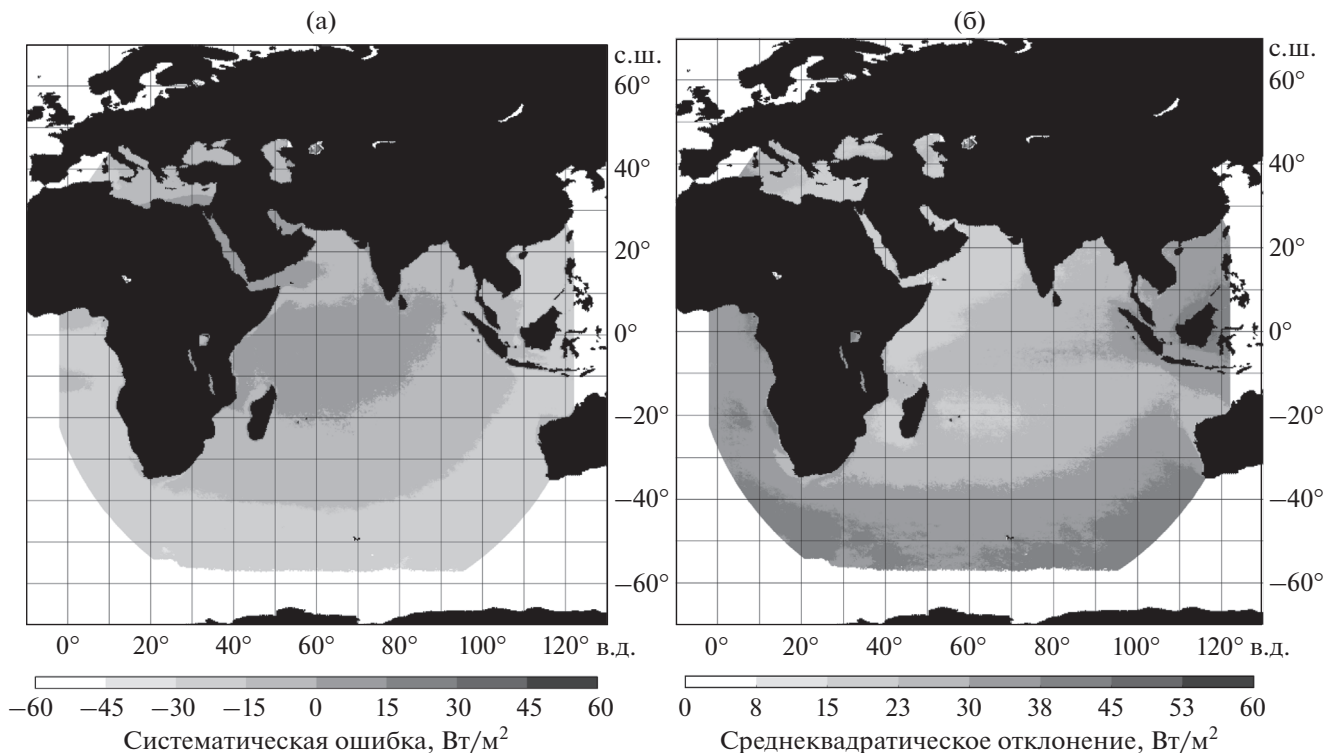 (а)
(б)
с.ш.
60°
40°
20°
0°
−20°
−40°
−60°
0° 20° 40° 60° 80° 100° 120° в.д.
−60 −45 −30 −15 0 15 30 45 60
Систематическая ошибка, Вт/м²
с.ш.
60°
40°
20°
0°
−20°
−40°
−60°
0° 20° 40° 60° 80° 100° 120° в.д.
0 8 15 23 30 38 45 53 60
Среднеквадратическое отклонение, Вт/м²